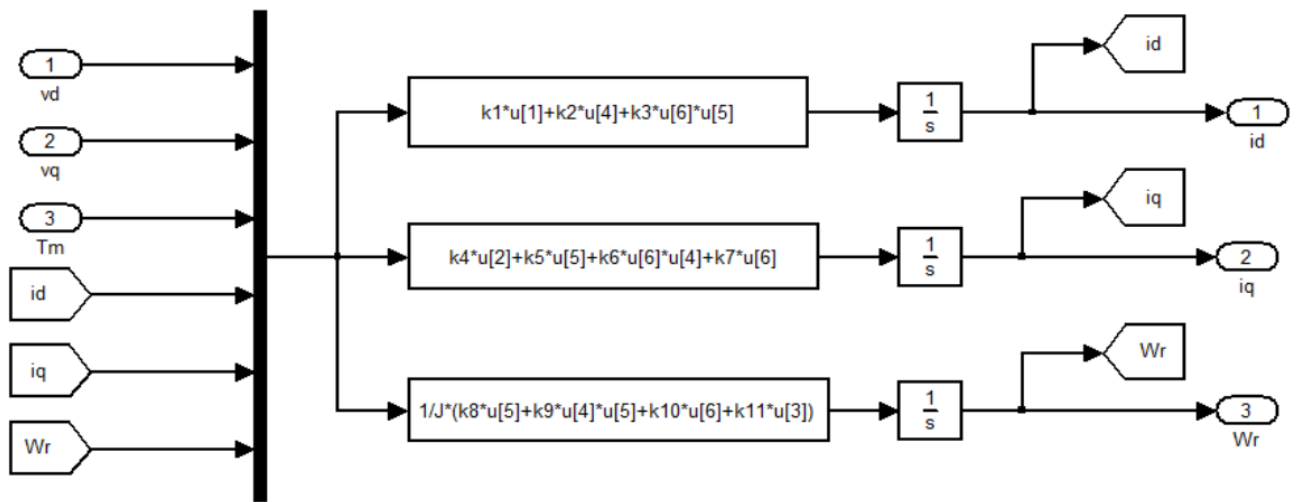 1
vd
2
vq
3
Tm
id
iq
Wr
k1*u[1]+k2*u[4]+k3*u[6]*u[5]
1
s
id
1
id
k4*u[2]+k5*u[5]+k6*u[6]*u[4]+k7*u[6]
1
s
iq
2
iq
1/J*(k8*u[5]+k9*u[4]*u[5]+k10*u[6]+k11*u[3])
1
s
Wr
3
Wr